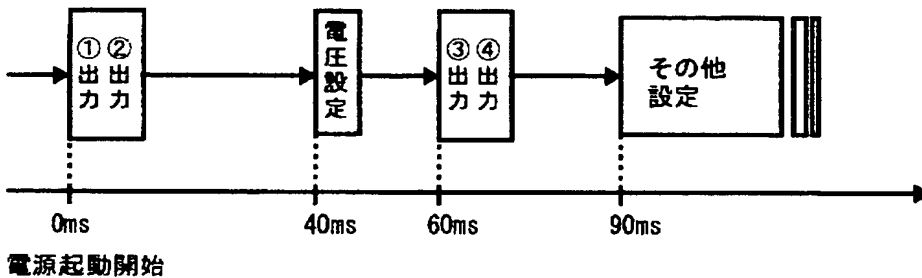 ①出力
②出力
電圧設定
③出力
④出力
その他
設定
0ms
40ms
60ms
90ms
電源起動開始